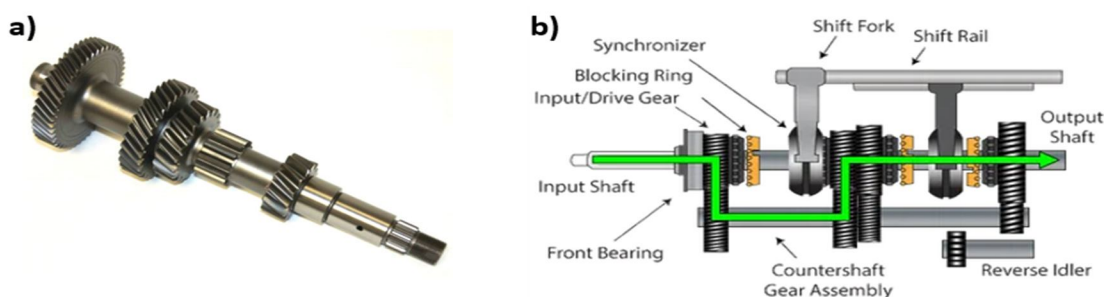 a)
b)
Shift Fork
Shift Rail
Synchronizer
Blocking Ring
Input/Drive Gear
Output
Shaft
Input Shaft
Front Bearing
Countershaft
Gear Assembly
Reverse Idler